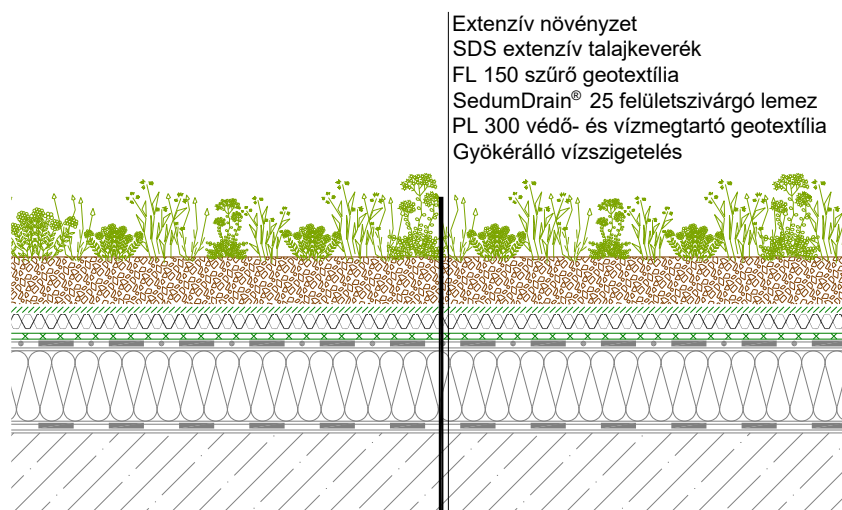 Extenzív növényzet
SDS extenzív talajkeverék
FL 150 szűrő geotextília
SedumDrain® 25 felületszivárgó lemez
PL 300 védő- és vízmegtartó geotextília
Gyökérálló vízszigetelés